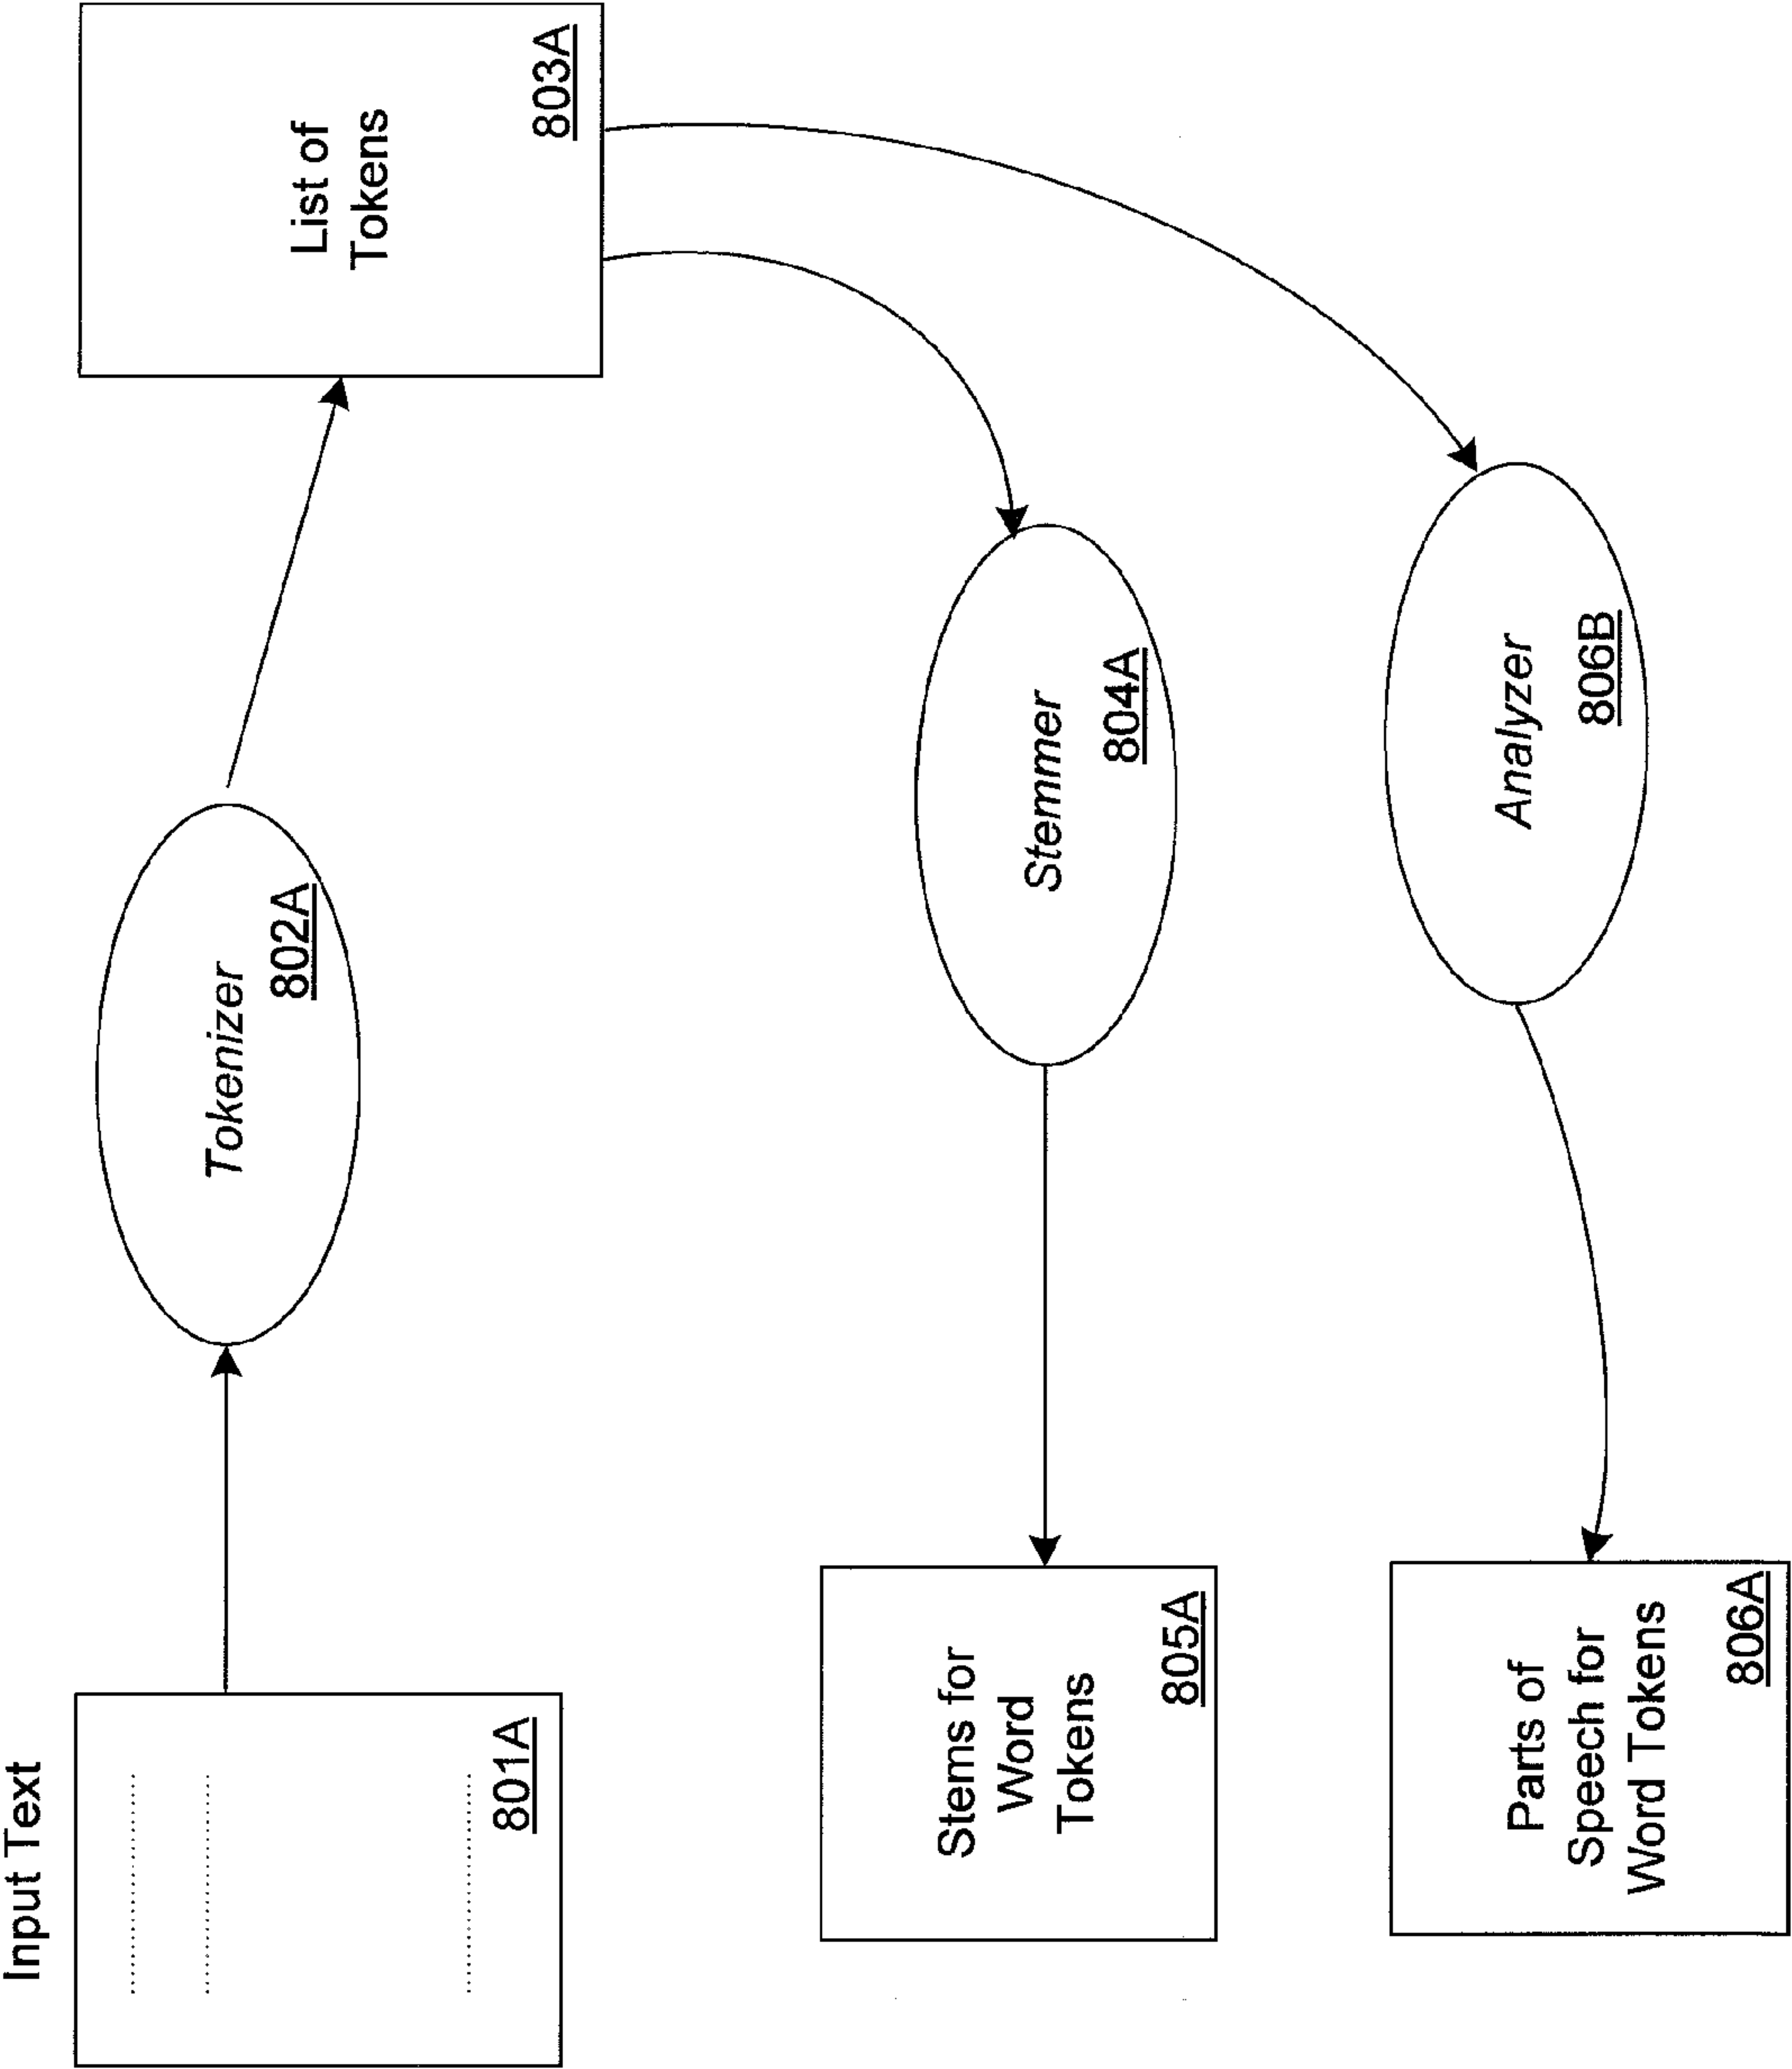 Input Text
801A
Tokenizer
802A
List of
Tokens
803A
Stems for
Word
Tokens
805A
Stemmer
804A
Parts of
Speech for
Word Tokens
806A
Analyzer
806B